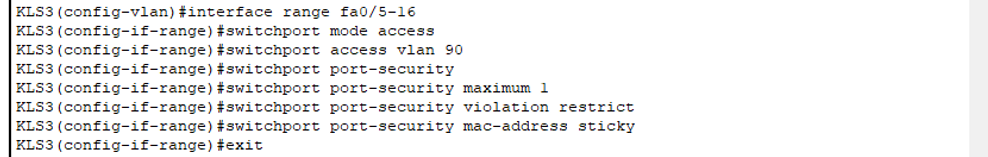 KLS3(config-vlan)#interface range fa0/5-16
KLS3(config-if-range)#switchport mode access
KLS3(config-if-range)#switchport access vlan 90
KLS3(config-if-range)#switchport port-security
KLS3(config-if-range)#switchport port-security maximum 1
KLS3(config-if-range)#switchport port-security violation restrict
KLS3(config-if-range)#switchport port-security mac-address sticky
KLS3(config-if-range)#exit